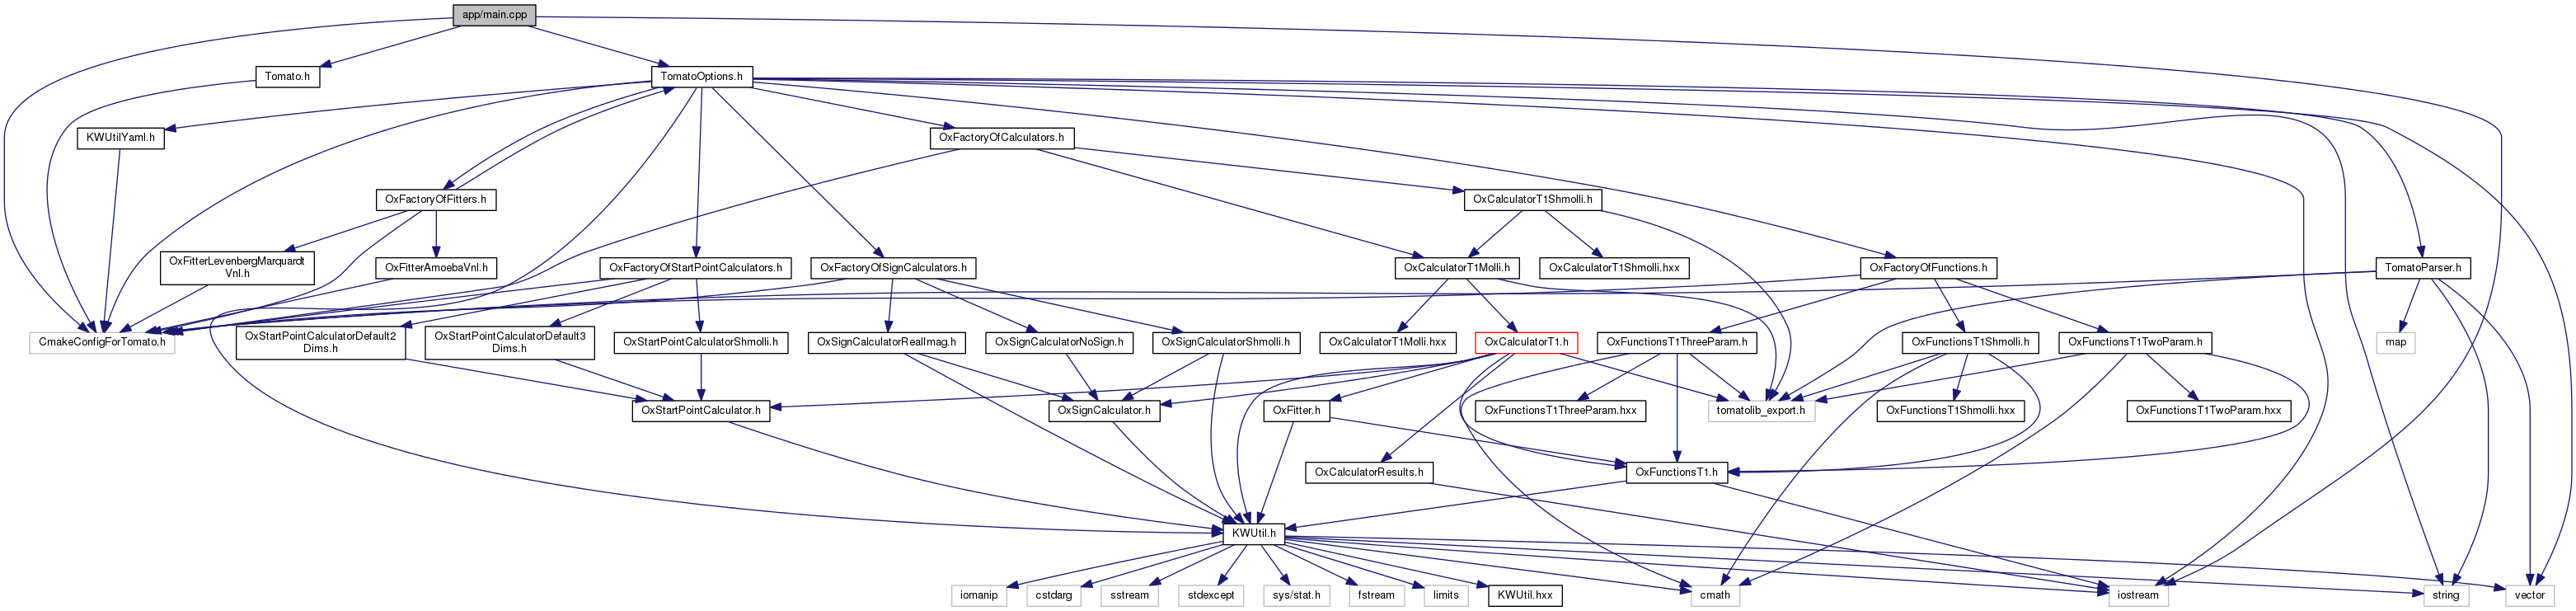 app/main.cpp
Tomato.h
TomatoOptions.h
KWUtilYaml.h
OxFactoryOfCalculators.h
OxFactoryOfFitters.h
OxCalculatorT1Shmolli.h
OxFitterLevenbergMarquardt
Vnl.h
OxFitterAmoebaVnl.h
OxFactoryOfStartPointCalculators.h
OxFactoryOfSignCalculators.h
OxCalculatorT1Molli.h
OxCalculatorT1Shmolli.hxx
OxFactoryOfFunctions.h
TomatoParser.h
CmakeConfigForTomato.h
OxStartPointCalculatorDefault2
Dims.h
OxStartPointCalculatorDefault3
Dims.h
OxStartPointCalculatorShmolli.h
OxSignCalculatorRealImag.h
OxSignCalculatorNoSign.h
OxSignCalculatorShmolli.h
OxCalculatorT1Molli.hxx
OxCalculatorT1.h
OxFunctionsT1ThreeParam.h
OxFunctionsT1Shmolli.h
OxFunctionsT1TwoParam.h
map
OxStartPointCalculator.h
OxSignCalculator.h
OxFitter.h
OxFunctionsT1ThreeParam.hxx
tomatolib_export.h
OxFunctionsT1Shmolli.hxx
OxFunctionsT1TwoParam.hxx
OxCalculatorResults.h
OxFunctionsT1.h
KWUtil.h
iomanip
cstdarg
sstream
stdexcept
sys/stat.h
fstream
limits
KWUtil.hxx
cmath
iostream
string
vector